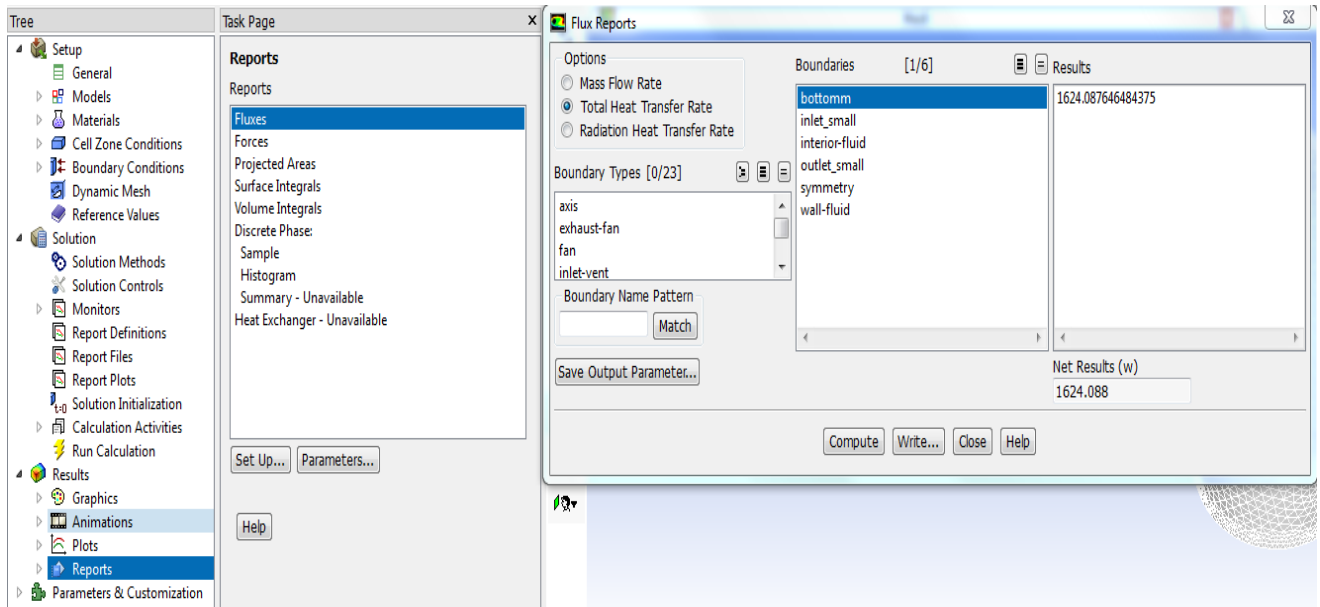 Tree
Setup
General
Models
Materials
Cell Zone Conditions
Boundary Conditions
Dynamic Mesh
Reference Values
Solution
Solution Methods
Solution Controls
Monitors
Report Definitions
Report Files
Report Plots
t=0 Solution Initialization
Calculation Activities
Run Calculation
Results
Graphics
Animations
Plots
Reports
Parameters & Customization
Task Page x
Reports
Reports
Fluxes
Forces
Projected Areas
Surface Integrals
Volume Integrals
Discrete Phase:
Sample
Histogram
Summary - Unavailable
Heat Exchanger - Unavailable
Set Up... Parameters...
Help
Flux Reports
Options
Mass Flow Rate
Total Heat Transfer Rate
Radiation Heat Transfer Rate
Boundary Types [0/23]
axis
exhaust-fan
fan
inlet-vent
Boundary Name Pattern
Match
Save Output Parameter...
Boundaries [1/6]
bottomm
inlet_small
interior-fluid
outlet_small
symmetry
wall-fluid
Results
1624.087646484375
Net Results (w)
1624.088
Compute Write... Close Help